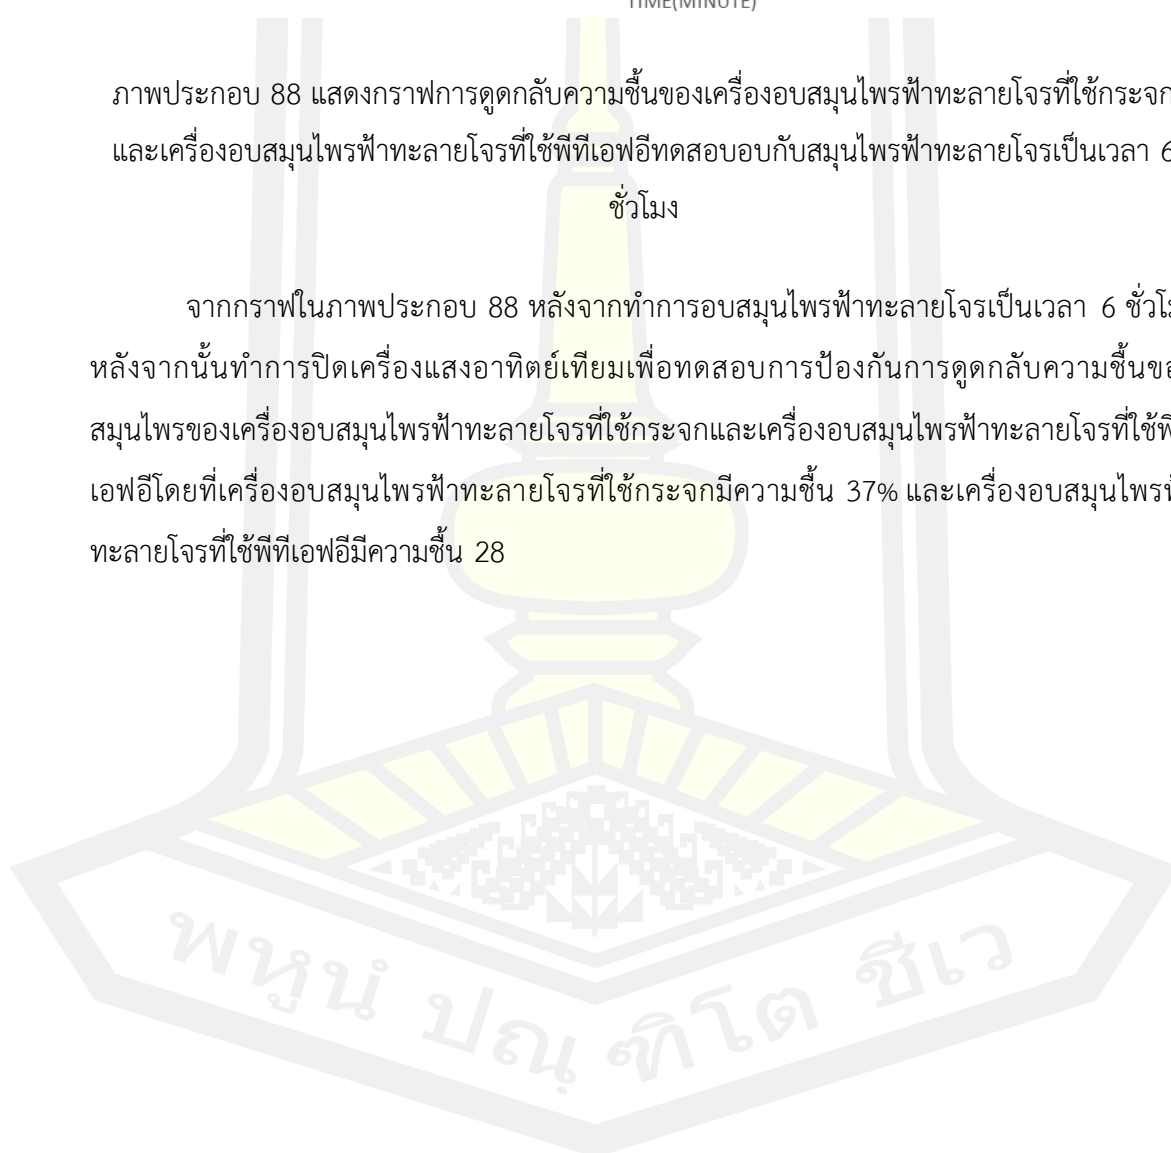 TIME(MINUTE)
ภาพประกอบ 88 แสดงกราฟการดูดกลับความชื้นของเครื่องอบสมุนไพรฟ้าทะลายโจรที่ใช้กระจก
และเครื่องอบสมุนไพรฟ้าทะลายโจรที่ใช้พีทีเอฟอีทดสอบอบกับสมุนไพรฟ้าทะลายโจรเป็นเวลา 6
ชั่วโมง
จากกราฟในภาพประกอบ 88 หลังจากทำการอบสมุนไพรฟ้าทะลายโจรเป็นเวลา 6 ชั่วโ
หลังจากนั้นทำการปิดเครื่องแสงอาทิตย์เทียมเพื่อทดสอบการป้องกันการดูดกลับความชื้นข
สมุนไพรของเครื่องอบสมุนไพรฟ้าทะลายโจรที่ใช้กระจกและเครื่องอบสมุนไพรฟ้าทะลายโจรที่ใช้พี
เอฟอีโดยที่เครื่องอบสมุนไพรฟ้าทะลายโจรที่ใช้กระจกมีความชื้น 37% และเครื่องอบสมุนไพร
ทะลายโจรที่ใช้พีทีเอฟอีมีความชื้น 28
พหูนํ ปณฺฑิโต ชีเว